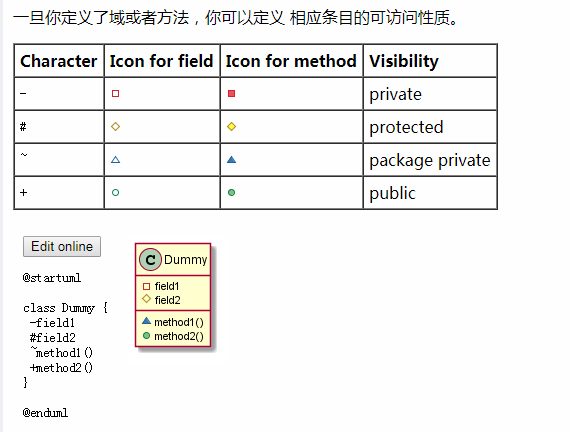 一旦你定义了域或者方法，你可以定义 相应条目的可访问性质。
Character Icon for field Icon for method Visibility
- private
# protected
~ package private
+ public
Edit online
@startuml
class Dummy {
-field1
#field2
~method1()
+method2()
}
@enduml
C Dummy
field1
field2
method1()
method2()